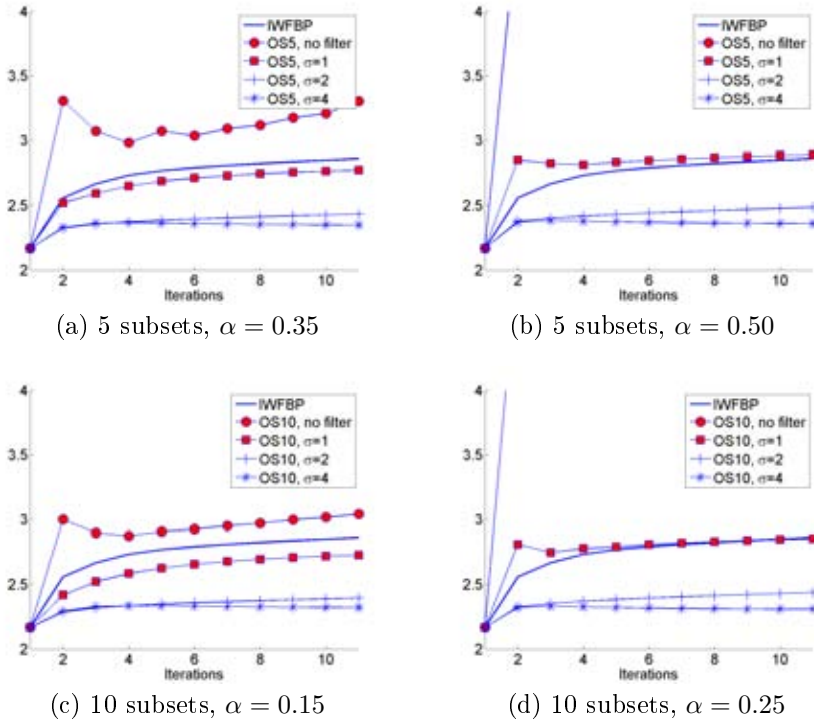 4
3.5
3
2.5
2
2 4 6 8 10
Iterations
IWFBP
OS5, no filter
OS5, σ=1
OS5, σ=2
OS5, σ=4
(a) 5 subsets, α = 0.35
4
3.5
3
2.5
2
2 4 6 8 10
Iterations
IWFBP
OS5, no filter
OS5, σ=1
OS5, σ=2
OS5, σ=4
(b) 5 subsets, α = 0.50
4
3.5
3
2.5
2
2 4 6 8 10
Iterations
IWFBP
OS10, no filter
OS10, σ=1
OS10, σ=2
OS10, σ=4
(c) 10 subsets, α = 0.15
4
3.5
3
2.5
2
2 4 6 8 10
Iterations
IWFBP
OS10, no filter
OS10, σ=1
OS10, σ=2
OS10, σ=4
(d) 10 subsets, α = 0.25